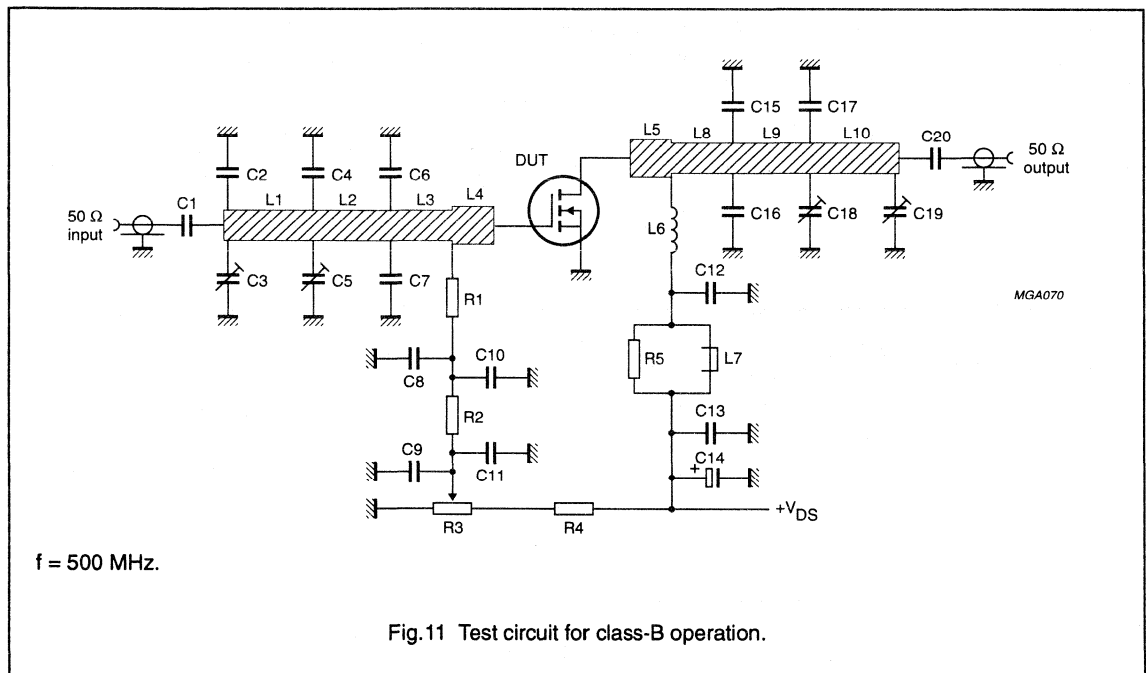 C15
C17
L5
L8
L9
L10
C20
50 Ω
output
DUT
C2
C4
C6
L4
L1
L2
L3
C1
50 Ω
input
C16
C18
C19
L6
C3
C5
C7
R1
C12
MGA070
R5
L7
C8
C10
R2
C13
C9
C11
C14
+
R3
R4
+VDS
f = 500 MHz.
Fig.11 Test circuit for class-B operation.